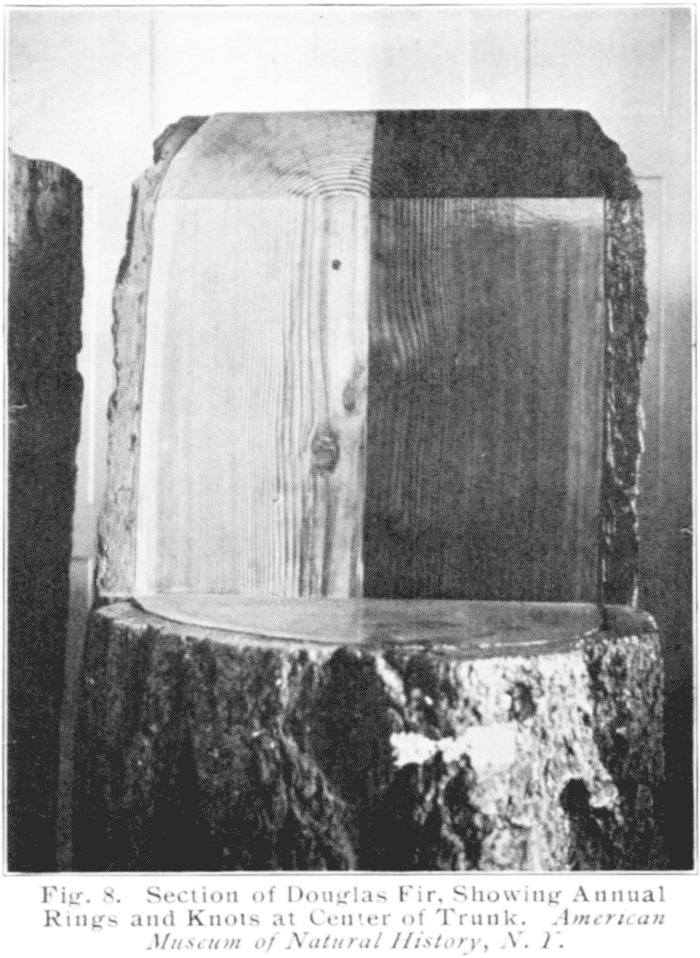 Fig. 8. Section of Douglas Fir, Showing Annual
Rings and Knots at Center of Trunk. American
Museum of Natural History, N. Y.